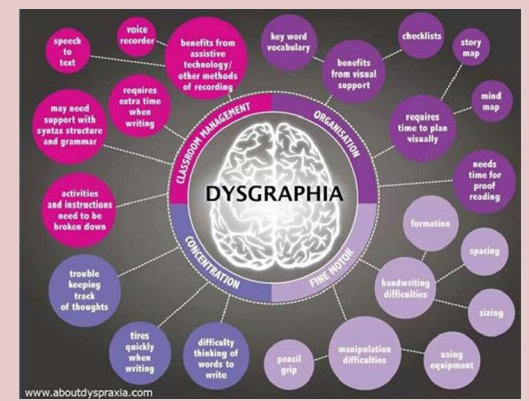 speech
to
text
voice
recorder
benefits from
assistive
technology/
other methods
of recording
requires
extra time
when
writing
may need
support with
syntax structure
and grammar
activities
and instructions
need to be
broken down
CLASSROOM MANAGEMENT
key word
vocabulary
benefits
from visual
support
checklists
story
map
mind
map
requires
time to plan
visually
needs
time for
proof
reading
ORGANISATION
DYSGRAPHIA
CONCENTRATION
trouble
keeping
track
of thoughts
tires
quickly
when
writing
difficulty
thinking of
words to
write
FINE MOTOR
formation
spacing
handwriting
difficulties
sizing
manipulation
difficulties
pencil
grip
using
equipment
www.aboutdyspraxia.com